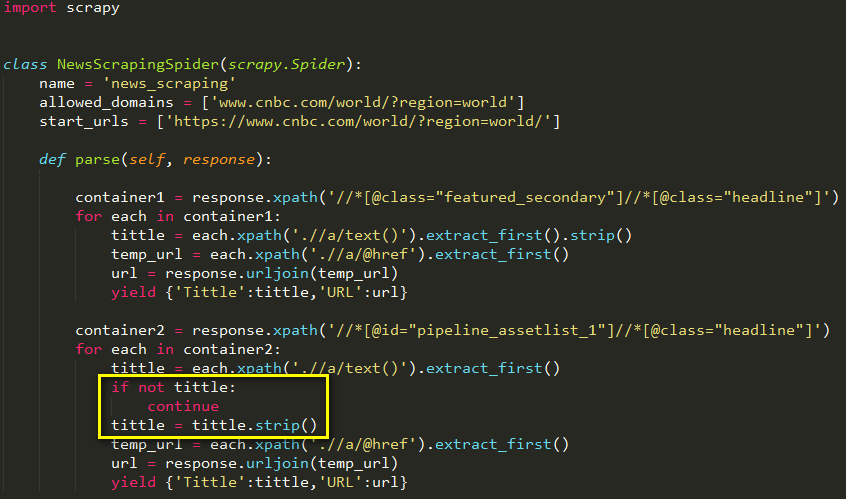 import scrapy
class NewsScrapingSpider(scrapy.Spider):
name = 'news_scraping'
allowed_domains = ['www.cnbc.com/world/?region=world']
start_urls = ['https://www.cnbc.com/world/?region=world/']
def parse(self, response):
container1 = response.xpath('//*[@class="featured_secondary"]//*[@class="headline"]')
for each in container1:
tittle = each.xpath('.//a/text()').extract_first().strip()
temp_url = each.xpath('.//a/@href').extract_first()
url = response.urljoin(temp_url)
yield {'Tittle':tittle,'URL':url}
container2 = response.xpath('//*[@id="pipeline_assetlist_1"]//*[@class="headline"]')
for each in container2:
tittle = each.xpath('.//a/text()').extract_first()
if not tittle:
continue
tittle = tittle.strip()
temp_url = each.xpath('.//a/@href').extract_first()
url = response.urljoin(temp_url)
yield {'Tittle':tittle,'URL':url}